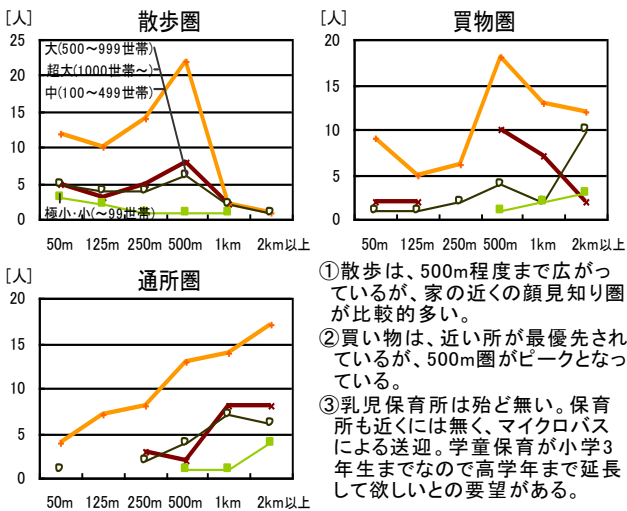 [人]
散歩圏
25
20
15
10
5
0
大(500～999世帯)
超大(1000世帯～)
中(100～499世帯)
極小・小(～99世帯)
50m 125m 250m 500m 1km 2km以上
[人]
買物圏
20
15
10
5
0
50m 125m 250m 500m 1km 2km以上
[人]
通所圏
20
15
10
5
0
50m 125m 250m 500m 1km 2km以上
①散歩は、500m程度まで広がっ
ているが、家の近くの顔見知り圏
が比較的多い。
②買い物は、近い所が最優先され
ているが、500m圏がピークとなっ
ている。
③乳児保育所は殆ど無い。保育
所も近くには無く、マイクロバス
による送迎。学童保育が小学3
年生までなので高学年まで延長
して欲しいとの要望がある。